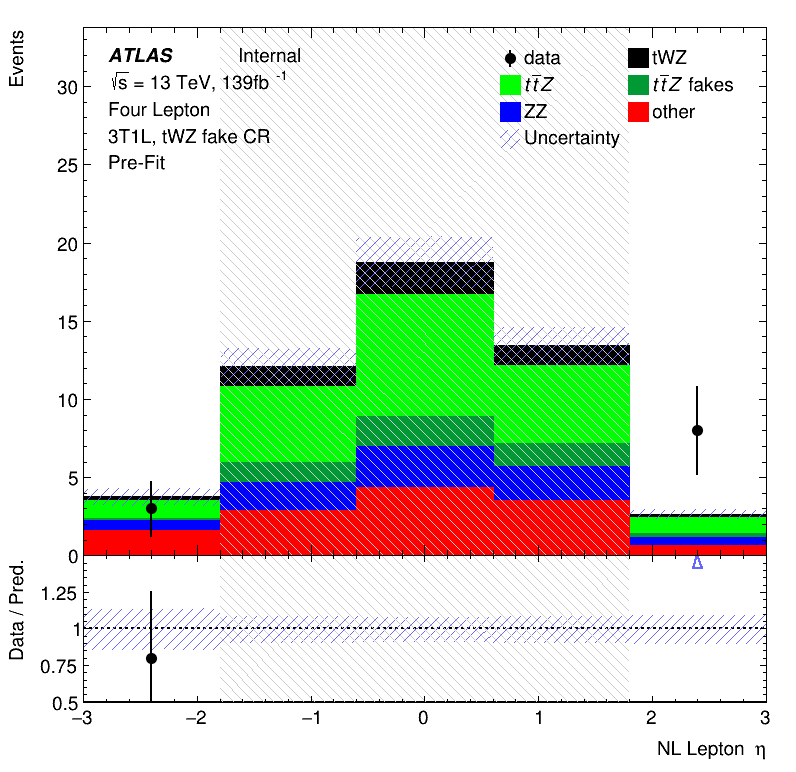 Events
ATLAS Internal
√s = 13 TeV, 139fb⁻¹
Four Lepton
3T1L, tWZ fake CR
Pre-Fit
data tWZ
tt̄Z tt̄Z fakes
ZZ other
Uncertainty
30
25
20
15
10
5
0
Data / Pred.
1.25
1
0.75
0.5
−3 −2 −1 0 1 2 3
NL Lepton η